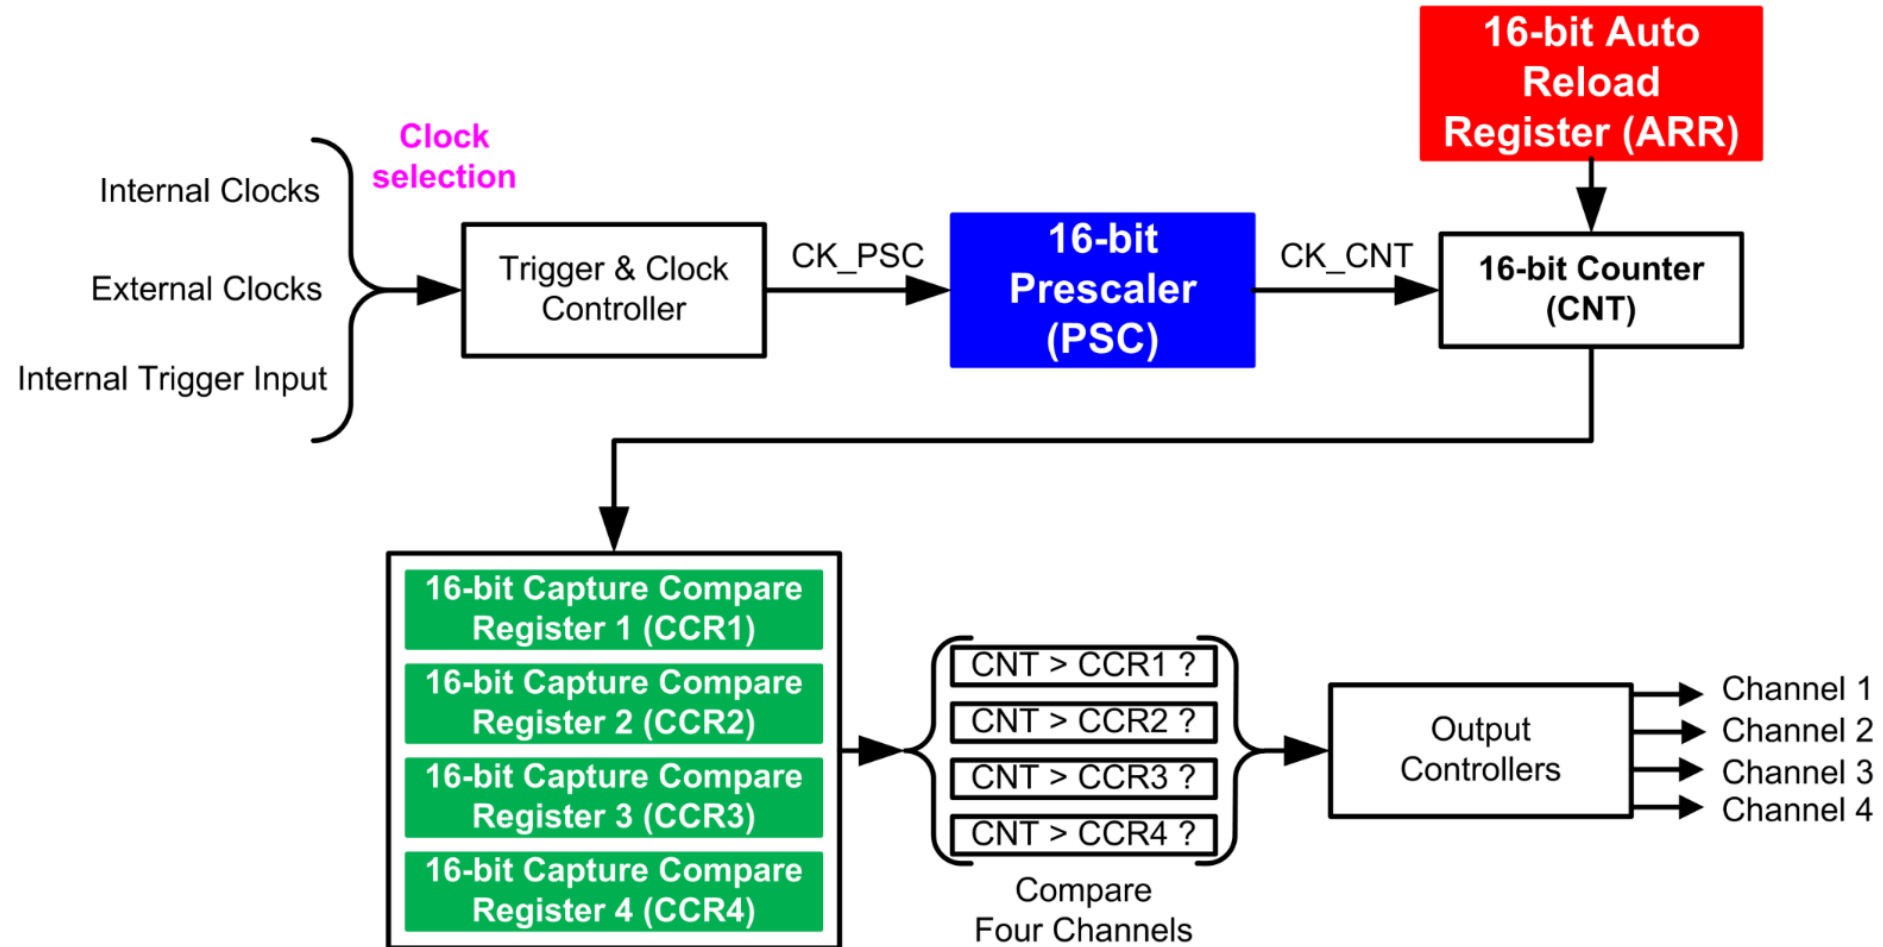 16-bit Auto
Reload
Register (ARR)
Clock
selection
Internal Clocks
External Clocks
Internal Trigger Input
Trigger & Clock
Controller
CK_PSC
16-bit
Prescaler
(PSC)
CK_CNT
16-bit Counter
(CNT)
16-bit Capture Compare
Register 1 (CCR1)
16-bit Capture Compare
Register 2 (CCR2)
16-bit Capture Compare
Register 3 (CCR3)
16-bit Capture Compare
Register 4 (CCR4)
CNT > CCR1 ?
CNT > CCR2 ?
CNT > CCR3 ?
CNT > CCR4 ?
Compare
Four Channels
Output
Controllers
Channel 1
Channel 2
Channel 3
Channel 4